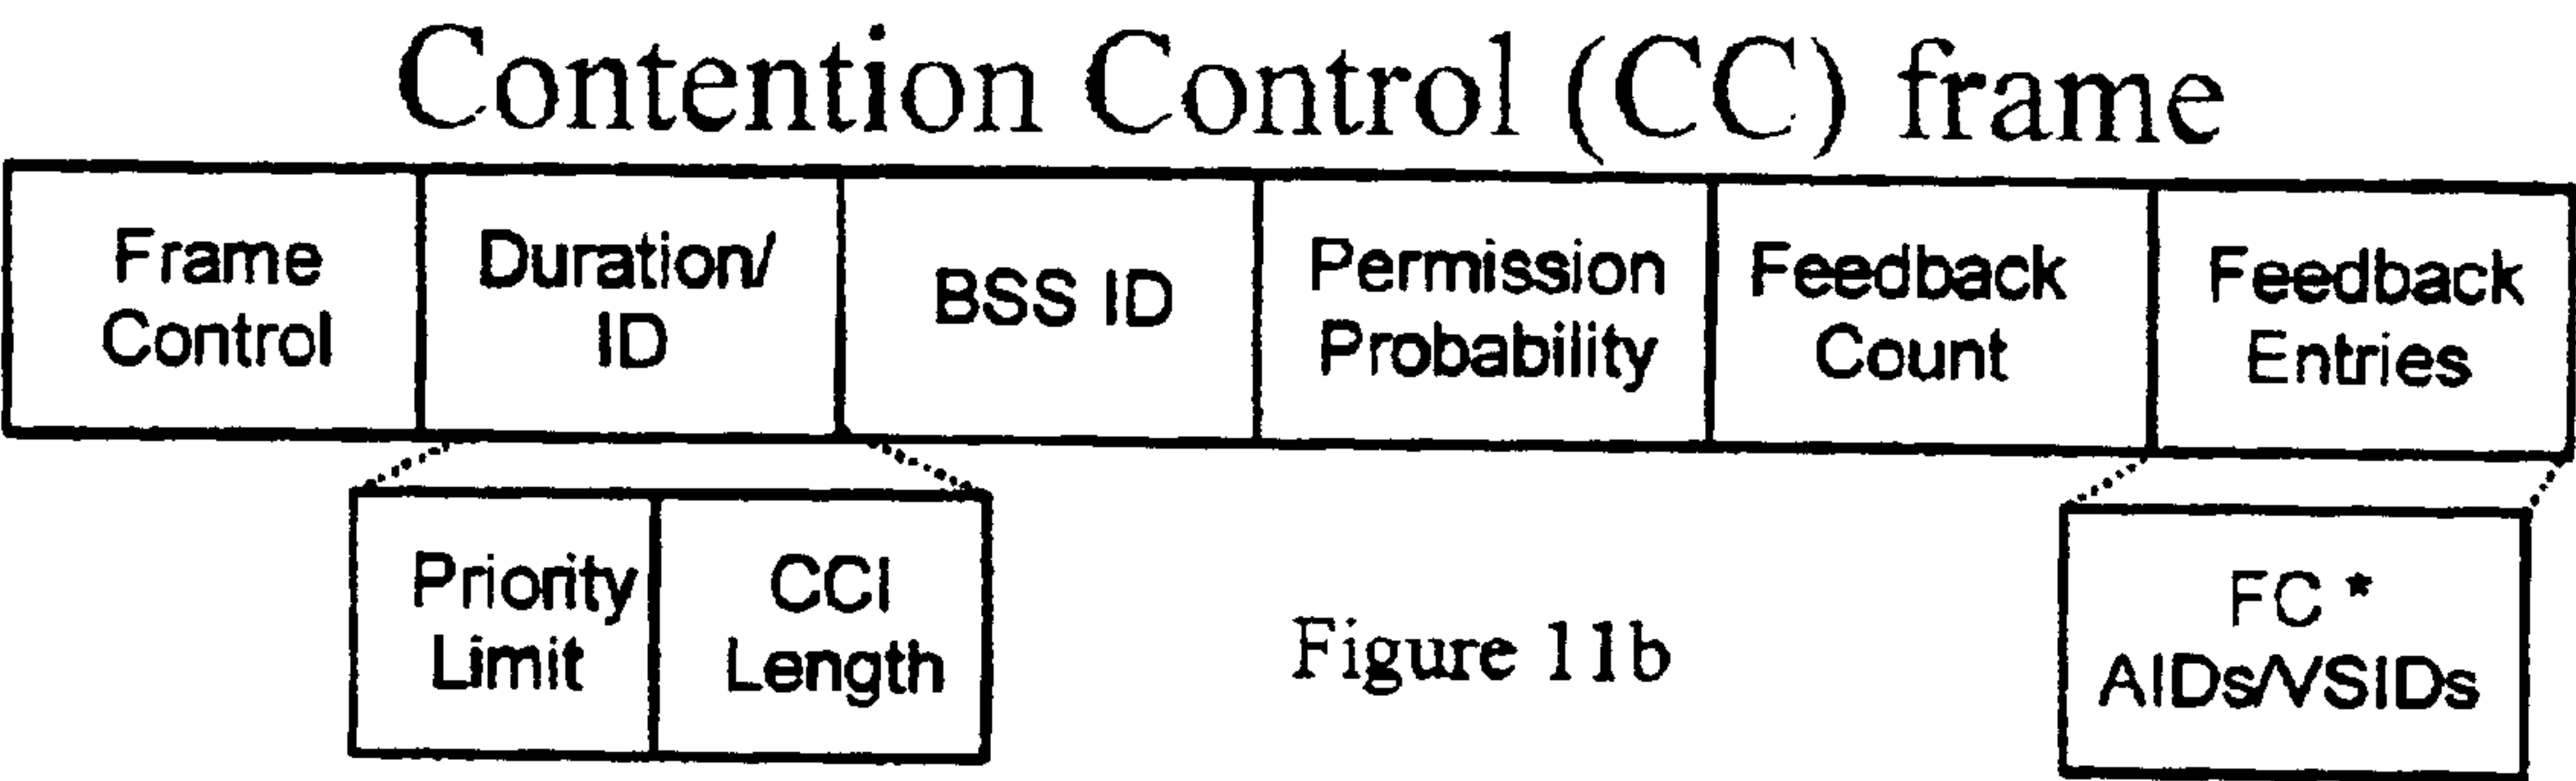 Contention Control (CC) frame
Frame
Control
Duration/
ID
BSS ID
Permission
Probability
Feedback
Count
Feedback
Entries
Priority
Limit
CCI
Length
FC *
AIDs/VSIDs
Figure 11b